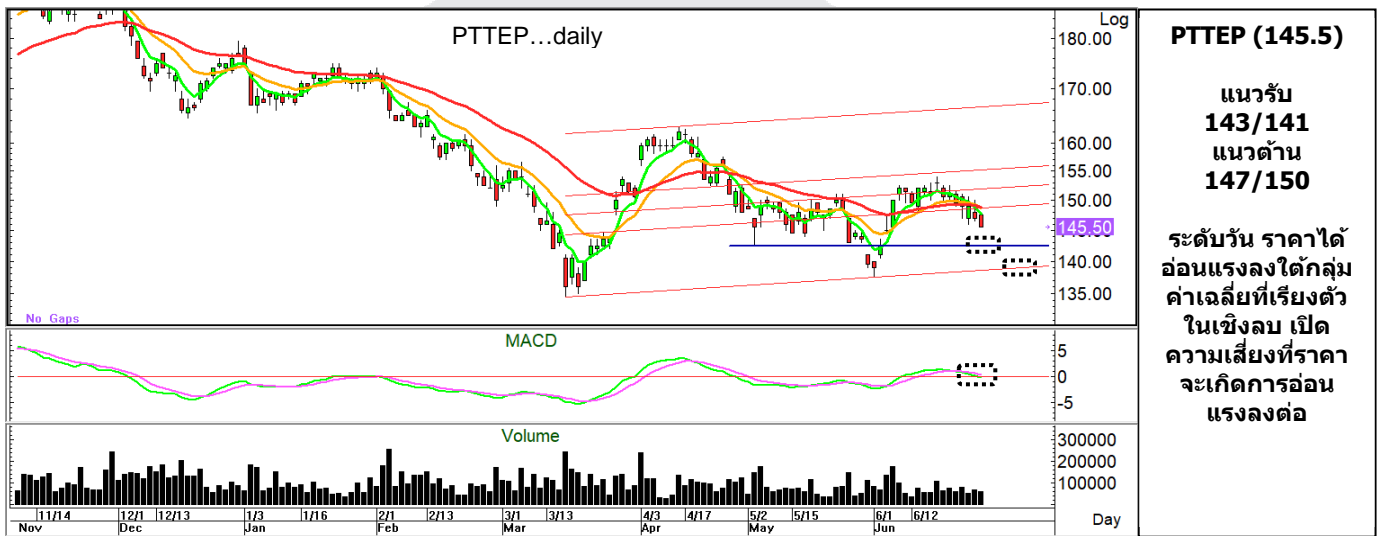 PTTEP...daily
Log
180.00
170.00
160.00
155.00
150.00
145.50
140.00
135.00
No Gaps
MACD
5
0
-5
Volume
300000
200000
100000
11/14 12/1 12/13 1/3 1/16 2/1 2/13 3/1 3/13 4/3 4/17 5/2 5/15 6/1 6/12
Nov Dec Jan Feb Mar Apr May Jun
Day
PTTEP (145.5)
แนวรับ
143/141
แนวต้าน
147/150
ระดับวัน ราคาได้
อ่อนแรงลงใต้กลุ่ม
ค่าเฉลี่ยที่เรียงตัว
ในเชิงลบ เปิด
ความเสี่ยงที่ราคา
จะเกิดการอ่อน
แรงลงต่อ